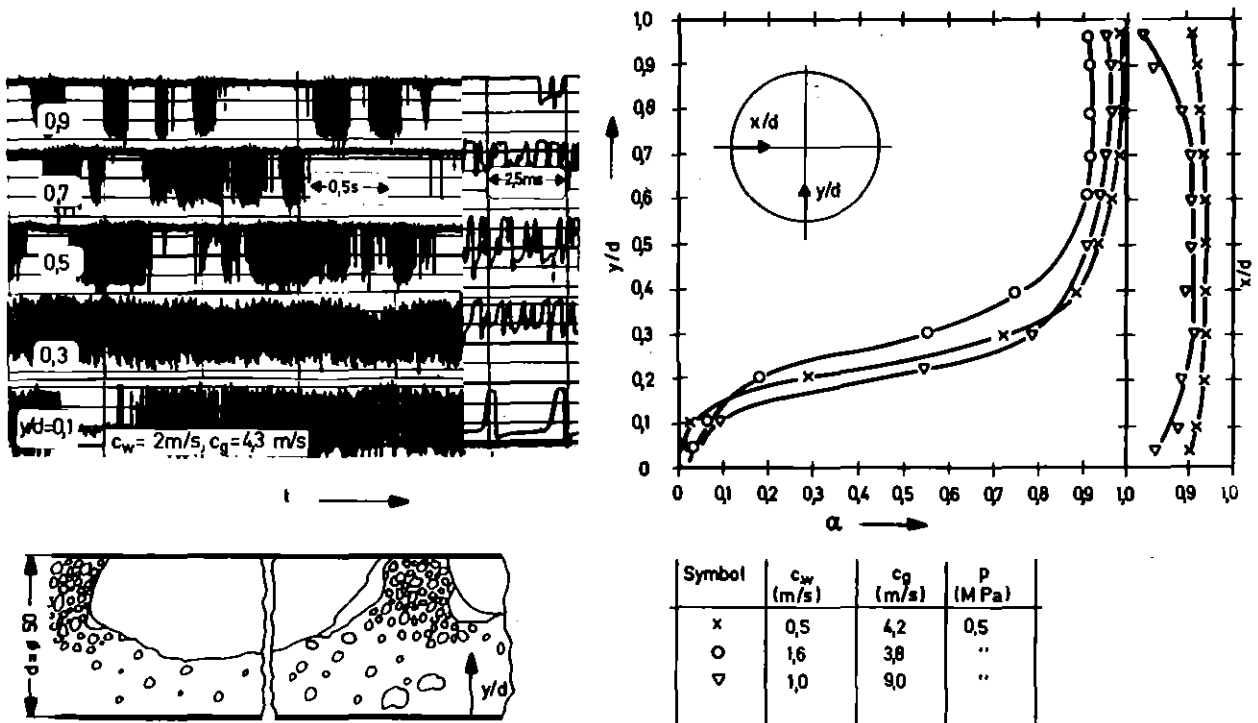 0,9
0,7
0,5s
2,5ms
0,5
0,3
y/d=0,1
c_w= 2m/s, c_g=4,3 m/s
t
d=ϕ 50
y/d
1,0
0,9
0,8
0,7
0,6
0,5
0,4
0,3
0,2
0,1
0
y/d
x/d
y/d
x/d
0 0,1 0,2 0,3 0,4 0,5 0,6 0,7 0,8 0,9 1,0 0,9 1,0
α
Symbol c_w (m/s) c_g (m/s) p (MPa)
x 0,5 4,2 0,5
o 1,6 3,8 "
▽ 1,0 9,0 "